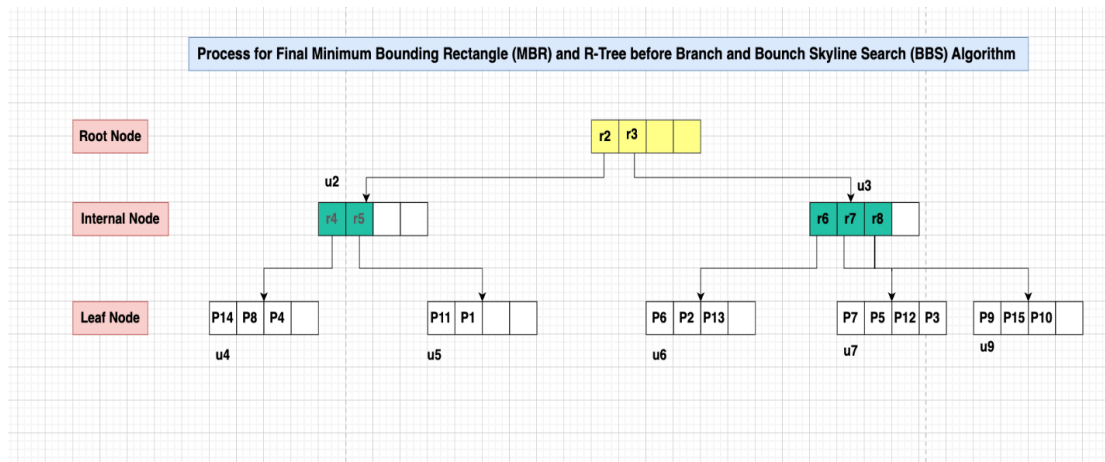 Process for Final Minimum Bounding Rectangle (MBR) and R-Tree before Branch and Bounch Skyline Search (BBS) Algorithm
Root Node
r2 r3
u2
u3
Internal Node
r4 r5
r6 r7 r8
Leaf Node
P14 P8 P4
P11 P1
P6 P2 P13
P7 P5 P12 P3
P9 P15 P10
u4
u5
u6
u7
u9